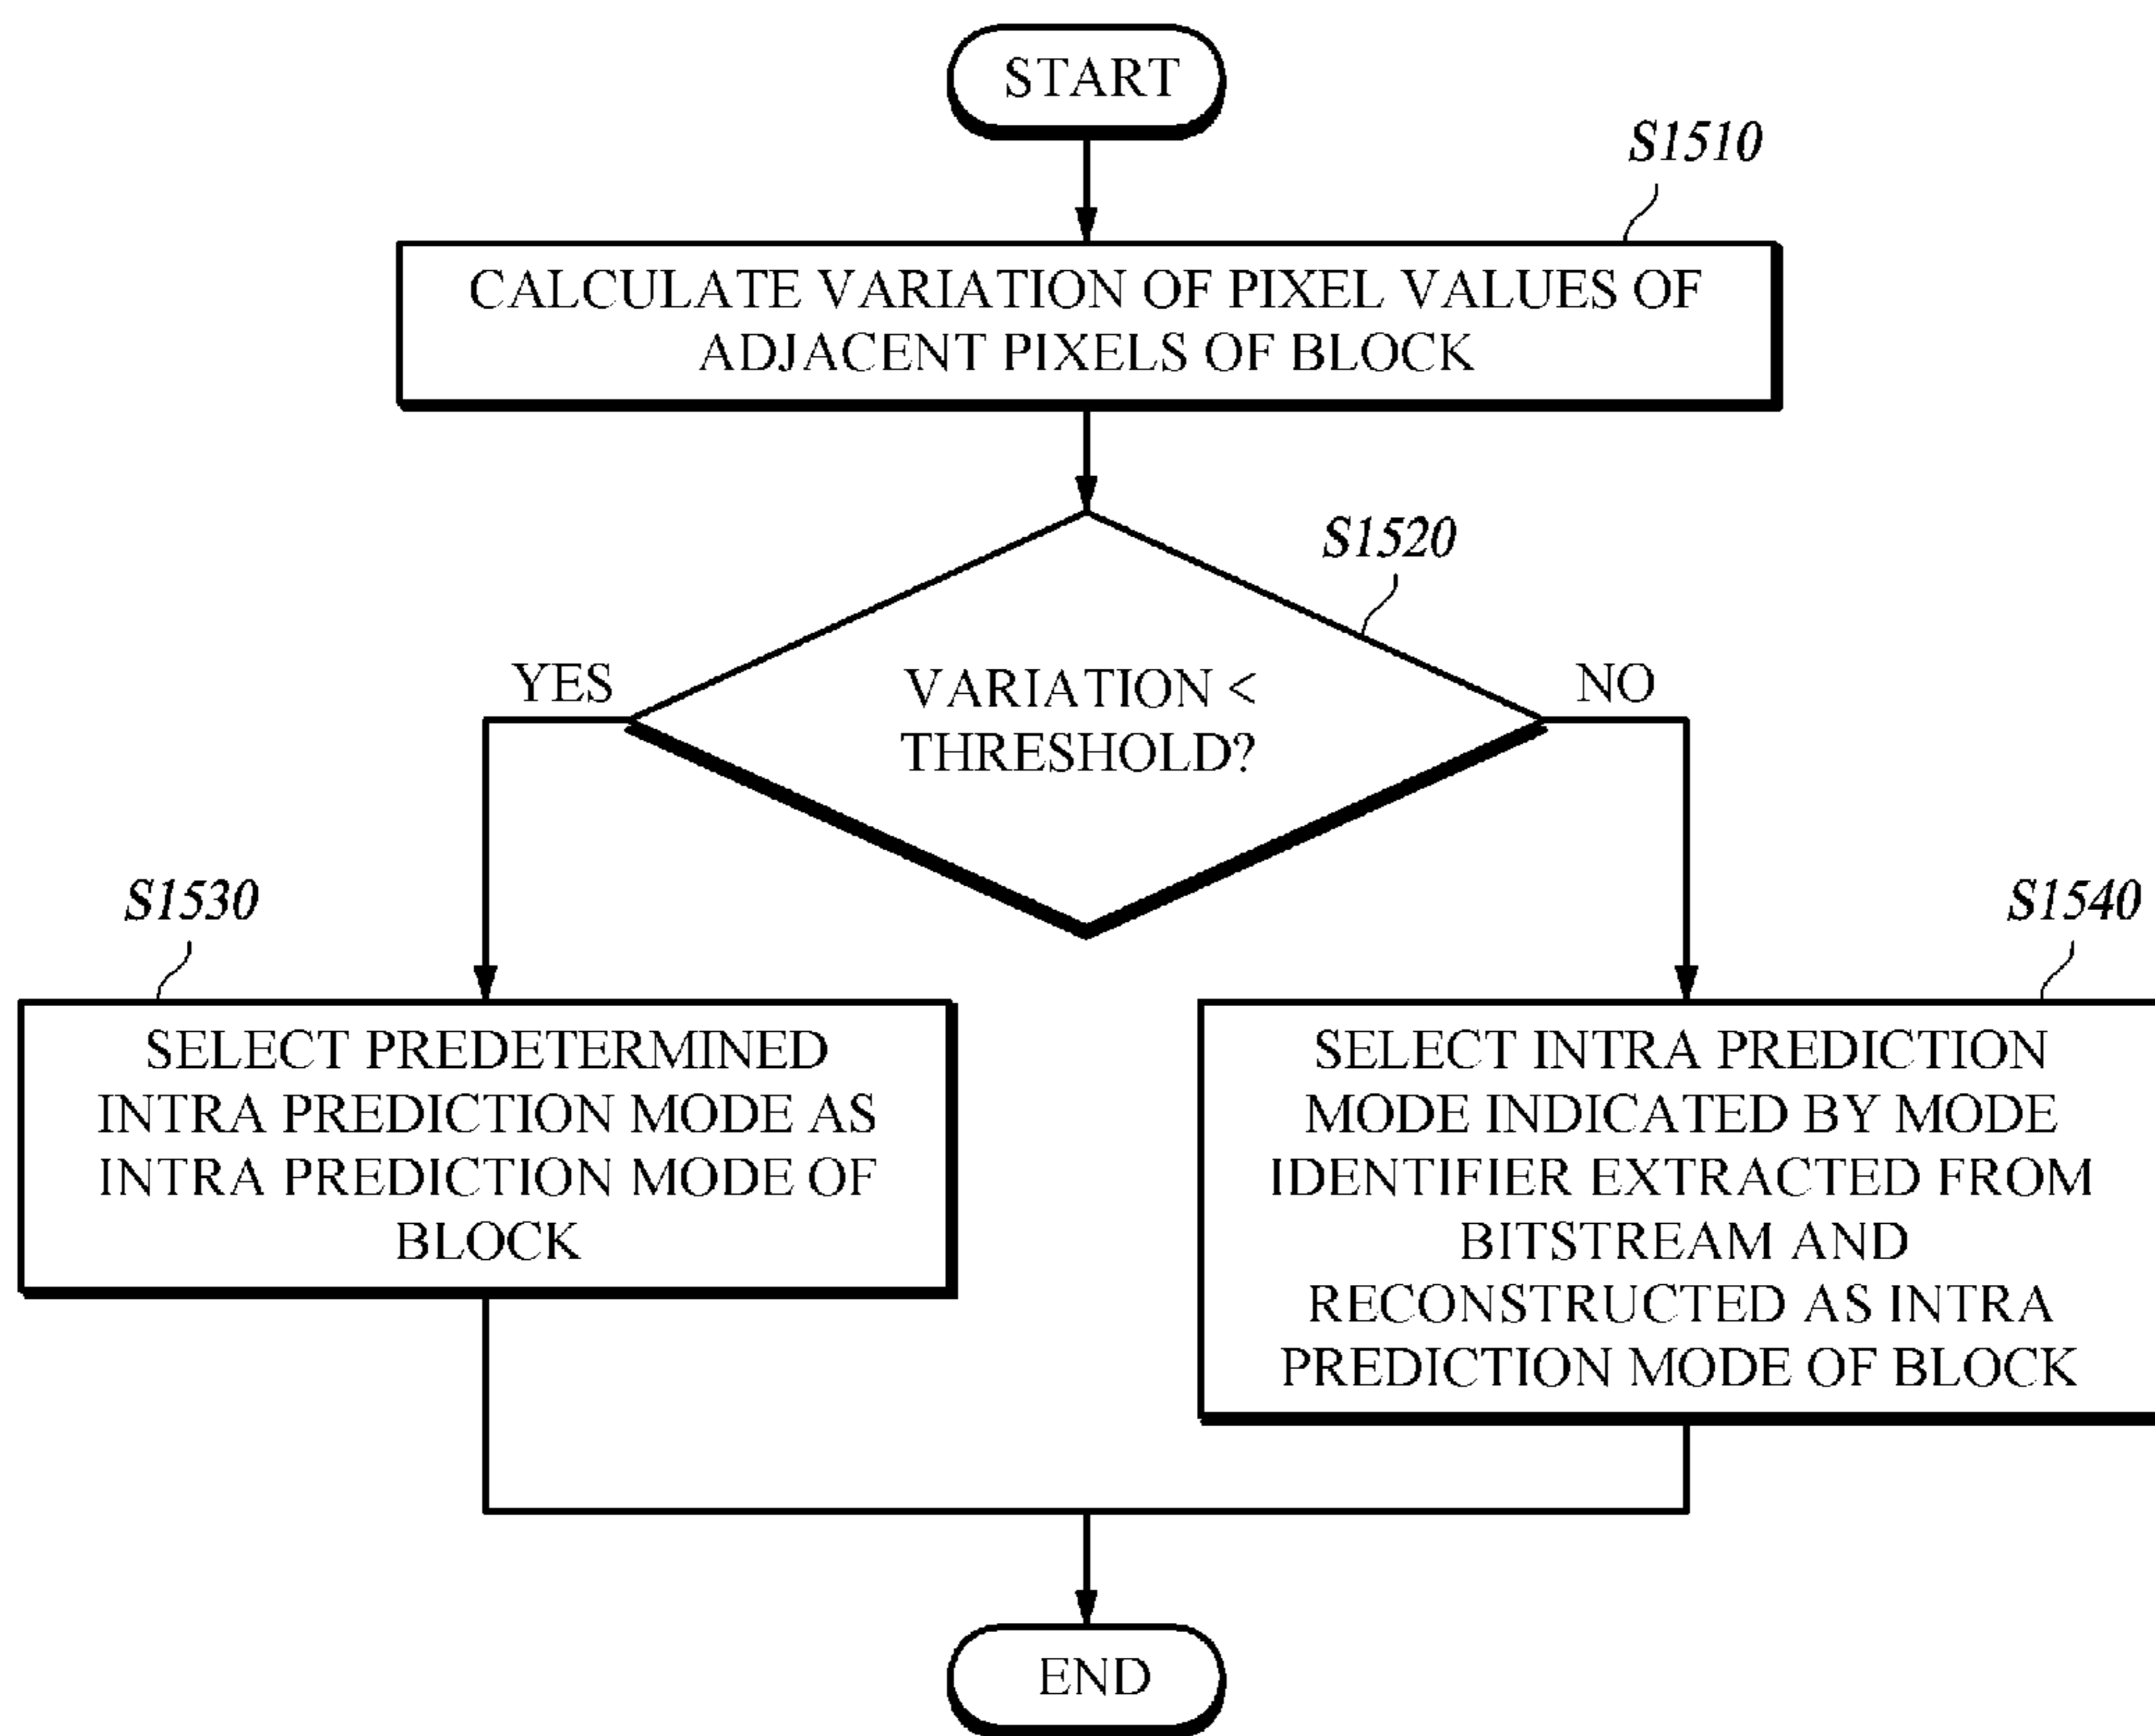 START
S1510
CALCULATE VARIATION OF PIXEL VALUES OF
ADJACENT PIXELS OF BLOCK
S1520
YES
VARIATION <
THRESHOLD?
NO
S1530
SELECT PREDETERMINED
INTRA PREDICTION MODE AS
INTRA PREDICTION MODE OF
BLOCK
S1540
SELECT INTRA PREDICTION
MODE INDICATED BY MODE
IDENTIFIER EXTRACTED FROM
BITSTREAM AND
RECONSTRUCTED AS INTRA
PREDICTION MODE OF BLOCK
END